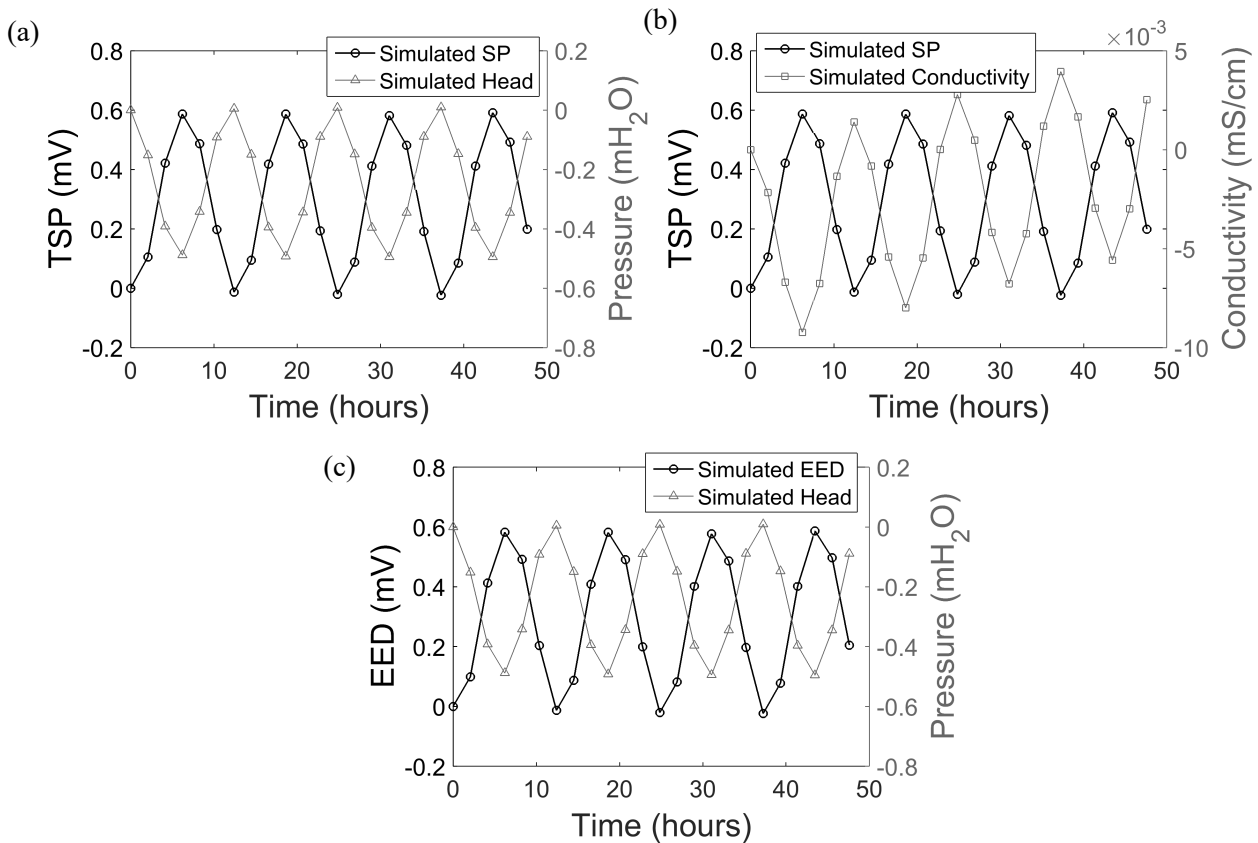 (a)
Simulated SP
Simulated Head
TSP (mV)
0.8
0.6
0.4
0.2
0
-0.2
0.2
0
-0.2
-0.4
-0.6
-0.8
Pressure (mH2O)
0 10 20 30 40 50
Time (hours)
(b)
Simulated SP
Simulated Conductivity
TSP (mV)
0.8
0.6
0.4
0.2
0
-0.2
× 10-3
5
0
-5
-10
Conductivity (mS/cm)
0 10 20 30 40 50
Time (hours)
(c)
Simulated EED
Simulated Head
EED (mV)
0.8
0.6
0.4
0.2
0
-0.2
0.2
0
-0.2
-0.4
-0.6
-0.8
Pressure (mH2O)
0 10 20 30 40 50
Time (hours)